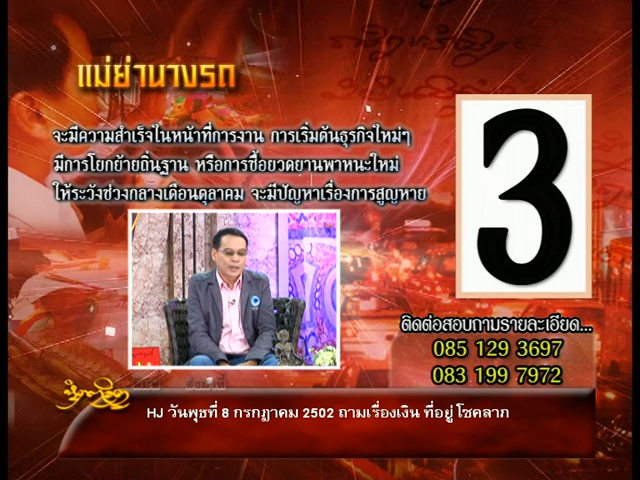 แม่ย่านางรถ
จะมีความสำเร็จในหน้าที่การงาน การเริ่มต้นธุรกิจใหม่ๆ
มีการโยกย้ายถิ่นฐาน หรือการซื้อยวดยานพาหนะใหม่
ให้ระวังช่วงกลางเดือนตุลาคม จะมีปัญหาเรื่องการสูญหาย
3
ติดต่อสอบถามรายละเอียด...
085 129 3697
083 199 7972
HJ วันพุธที่ 8 กรกฎาคม 2502 ถามเรื่องเงิน ที่อยู่ โชคลาภ